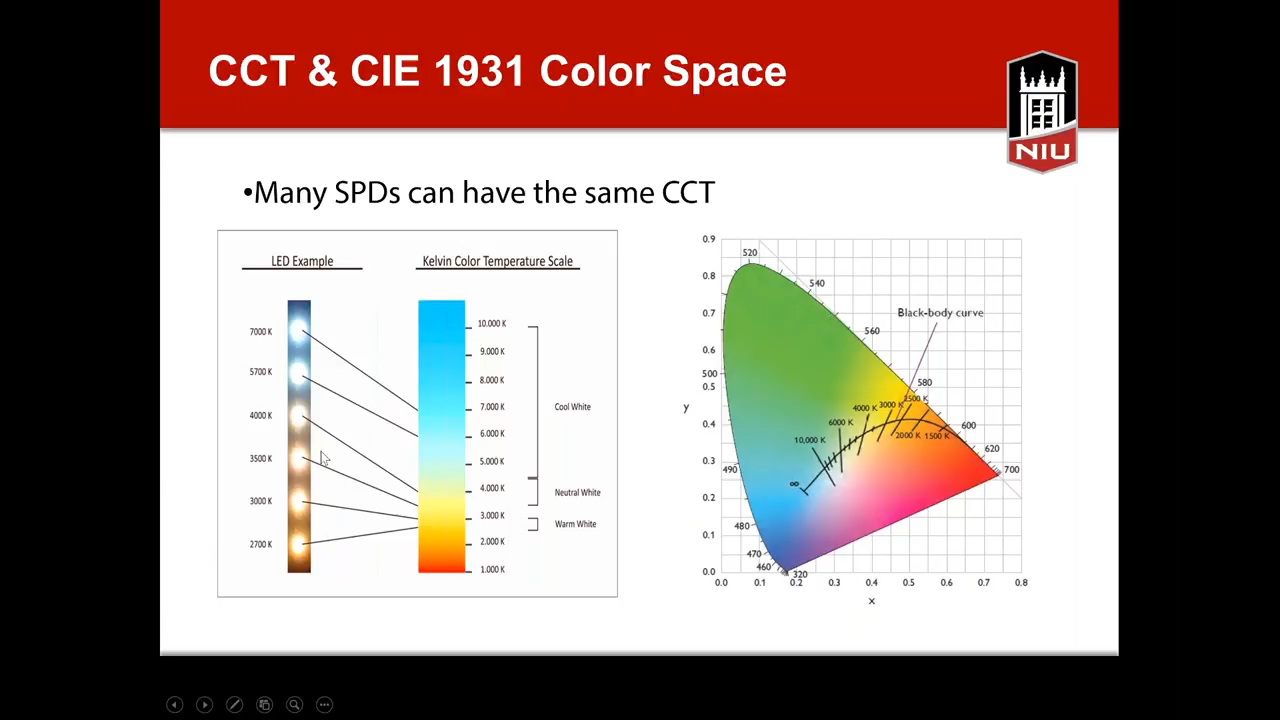 CCT & CIE 1931 Color Space
NIU
•Many SPDs can have the same CCT
LED Example
Kelvin Color Temperature Scale
7000 K
5700 K
4000 K
3500 K
3000 K
2700 K
10.000 K
9.000 K
8.000 K
7.000 K
6.000 K
5.000 K
4.000 K
3.000 K
2.000 K
1.000 K
Cool White
Neutral White
Warm White
0.9
0.8
0.7
0.6
0.5
0.4
0.3
0.2
0.1
0.0
y
520
540
560
580
600
620
700
500
490
480
470
460
320
Black-body curve
∞
10,000 K
6000 K
4000 K
3000 K
2500 K
2000 K
1500 K
0.0 0.1 0.2 0.3 0.4 0.5 0.6 0.7 0.8
x